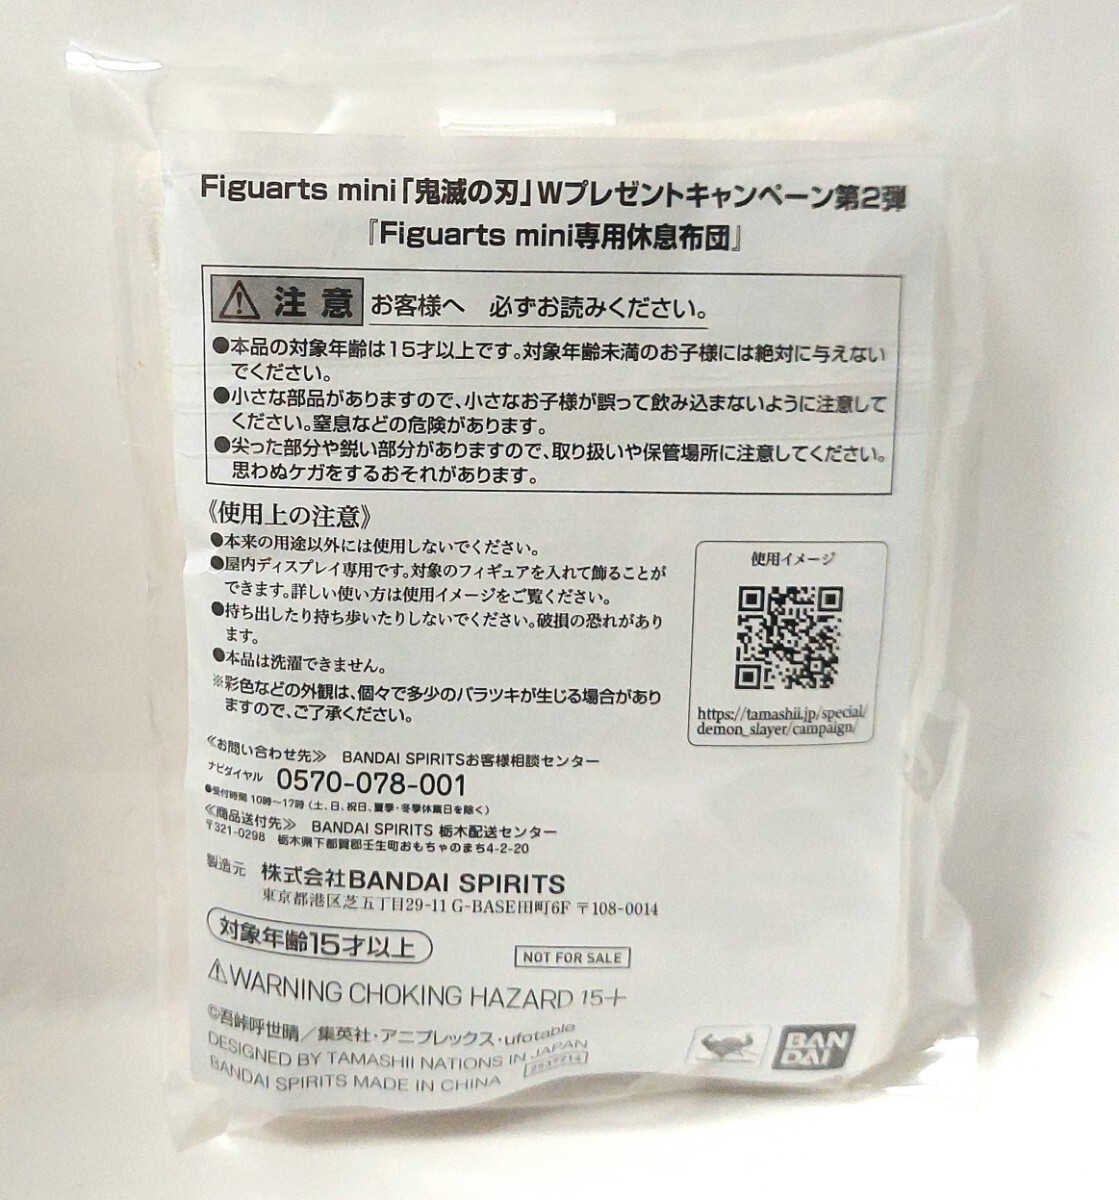 Figuarts mini「鬼滅の刃」Wプレゼントキャンペーン第2弾
『Figuarts mini専用休息布団』
注意 お客様へ 必ずお読みください。
●本品の対象年齢は15才以上です。対象年齢未満のお子様には絶対に与えない
でください。
●小さな部品がありますので、小さなお子様が誤って飲み込まないように注意して
ください。窒息などの危険があります。
●尖った部分や鋭い部分がありますので、取り扱いや保管場所に注意してください。
思わぬケガをするおそれがあります。
《使用上の注意》
●本来の用途以外には使用しないでください。
●屋内ディスプレイ専用です。対象のフィギュアを入れて飾ることが
できます。詳しい使い方は使用イメージをご覧ください。
●持ち出したり持ち歩いたりしないでください。破損の恐れがあり
ます。
●本品は洗濯できません。
※彩色などの外観は、個々で多少のバラツキが生じる場合があり
ますので、ご了承ください。
使用イメージ
https://tamashii.jp/special/
demon_slayer/campaign/
≪お問い合わせ先≫ BANDAI SPIRITSお客様相談センター
ナビダイヤル 0570-078-001
●受付時間 10時〜17時 (土、日、祝日、夏季・冬季休業日を除く)
≪商品送付先≫ BANDAI SPIRITS 栃木配送センター
〒321-0298 栃木県下都賀郡壬生町おもちゃのまち4-2-20
製造元 株式会社BANDAI SPIRITS
東京都港区芝五丁目29-11 G-BASE田町6F 〒108-0014
対象年齢15才以上
NOT FOR SALE
⚠WARNING CHOKING HAZARD 15+
©吾峠呼世晴／集英社・アニプレックス・ufotable
DESIGNED BY TAMASHII NATIONS IN JAPAN
BANDAI SPIRITS MADE IN CHINA
BANDAI